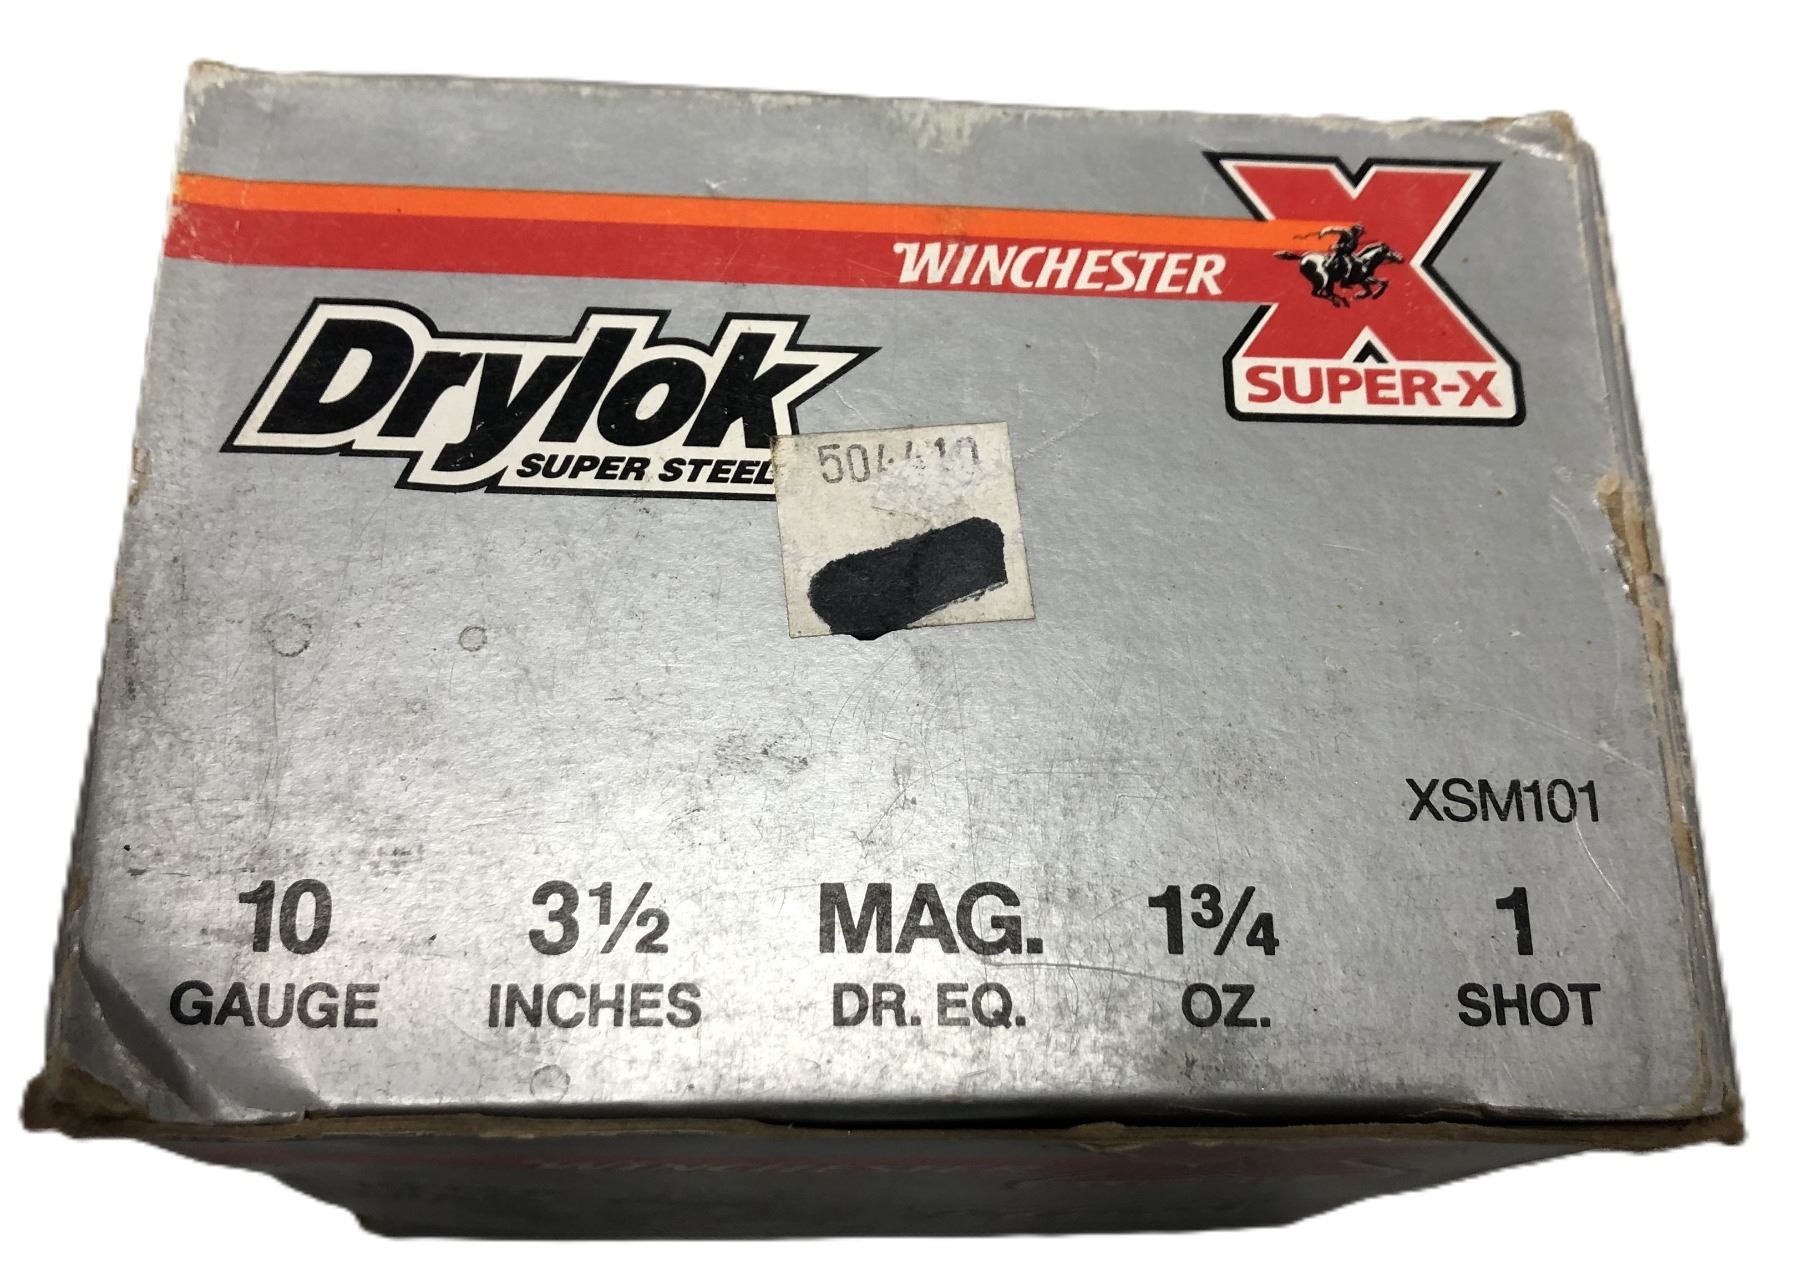 WINCHESTER
SUPER-X
Drylok
SUPER STEEL
XSM101
10 3½ MAG. 1¾ 1
GAUGE INCHES DR. EQ. OZ. SHOT